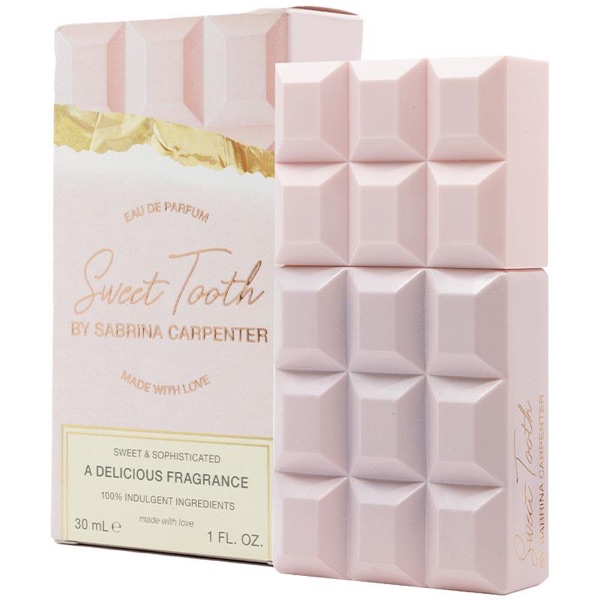 EAU DE PARFUM
Sweet Tooth
BY SABRINA CARPENTER
MADE WITH LOVE
SWEET & SOPHISTICATED
A DELICIOUS FRAGRANCE
100% INDULGENT INGREDIENTS
made with love
30 mL ℮
1 FL. OZ.
Sweet Tooth
BY SABRINA CARPENTER